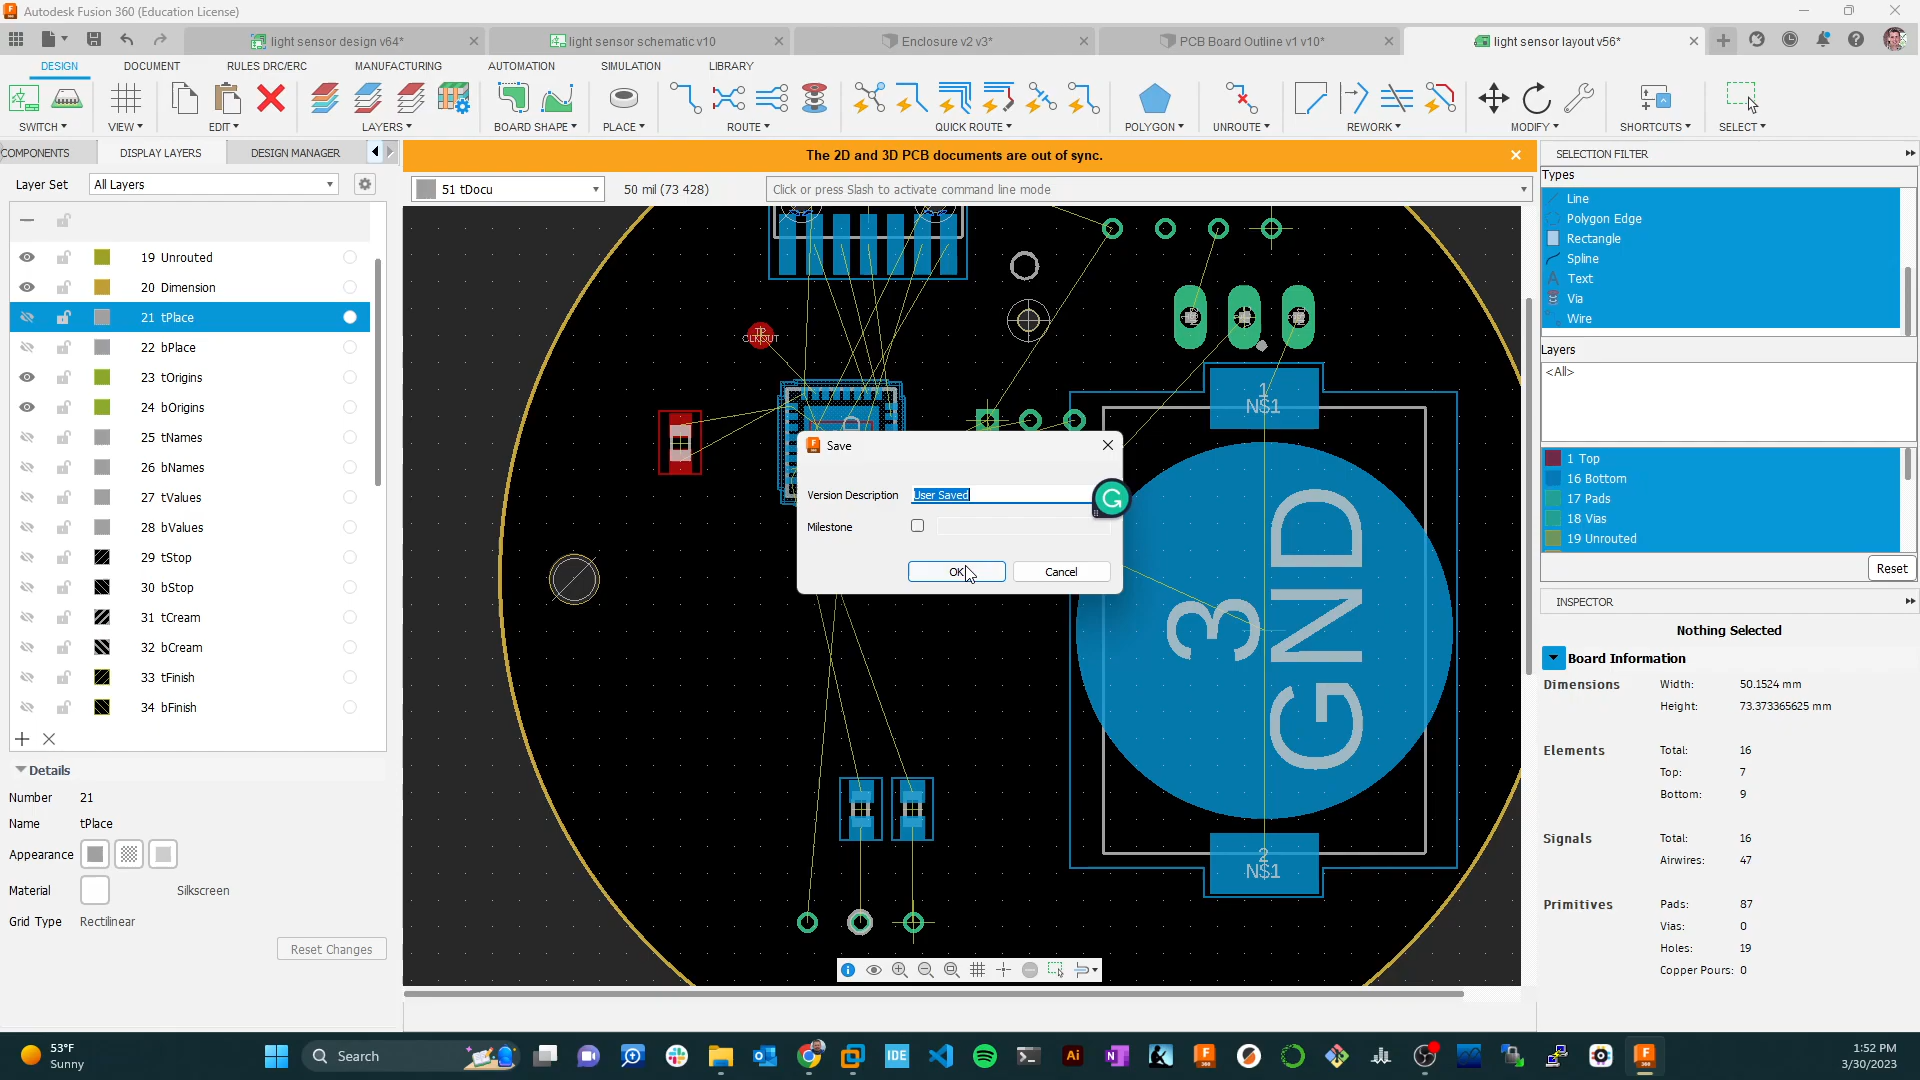 Autodesk Fusion 360 (Education License)
light sensor design v64*
light sensor schematic v10
Enclosure v2 v3*
PCB Board Outline v1 v10*
light sensor layout v56*
DESIGN
DOCUMENT
RULES DRC/ERC
MANUFACTURING
AUTOMATION
SIMULATION
LIBRARY
SWITCH
VIEW
EDIT
LAYERS
BOARD SHAPE
PLACE
ROUTE
QUICK ROUTE
POLYGON
UNROUTE
REWORK
MODIFY
SHORTCUTS
SELECT
COMPONENTS
DISPLAY LAYERS
DESIGN MANAGER
The 2D and 3D PCB documents are out of sync.
Layer Set
All Layers
51 tDocu
50 mil (73 428)
Click or press Slash to activate command line mode
19 Unrouted
20 Dimension
21 tPlace
22 bPlace
23 tOrigins
24 bOrigins
25 tNames
26 bNames
27 tValues
28 bValues
29 tStop
30 bStop
31 tCream
32 bCream
33 tFinish
34 bFinish
Details
Number 21
Name tPlace
Appearance
Material Silkscreen
Grid Type Rectilinear
Reset Changes
TP
CLKOUT
1
N$1
3
GND
2
N$1
Save
Version Description User Saved
Milestone
OK
Cancel
SELECTION FILTER
Types
Line
Polygon Edge
Rectangle
Spline
Text
Via
Wire
Layers
<All>
1 Top
16 Bottom
17 Pads
18 Vias
19 Unrouted
Reset
INSPECTOR
Nothing Selected
Board Information
Dimensions Width: 50.1524 mm
Height: 73.373365625 mm
Elements Total: 16
Top: 7
Bottom: 9
Signals Total: 16
Airwires: 47
Primitives Pads: 87
Vias: 0
Holes: 19
Copper Pours: 0
53°F
Sunny
Search
IDE
Ai
1:52 PM
3/30/2023